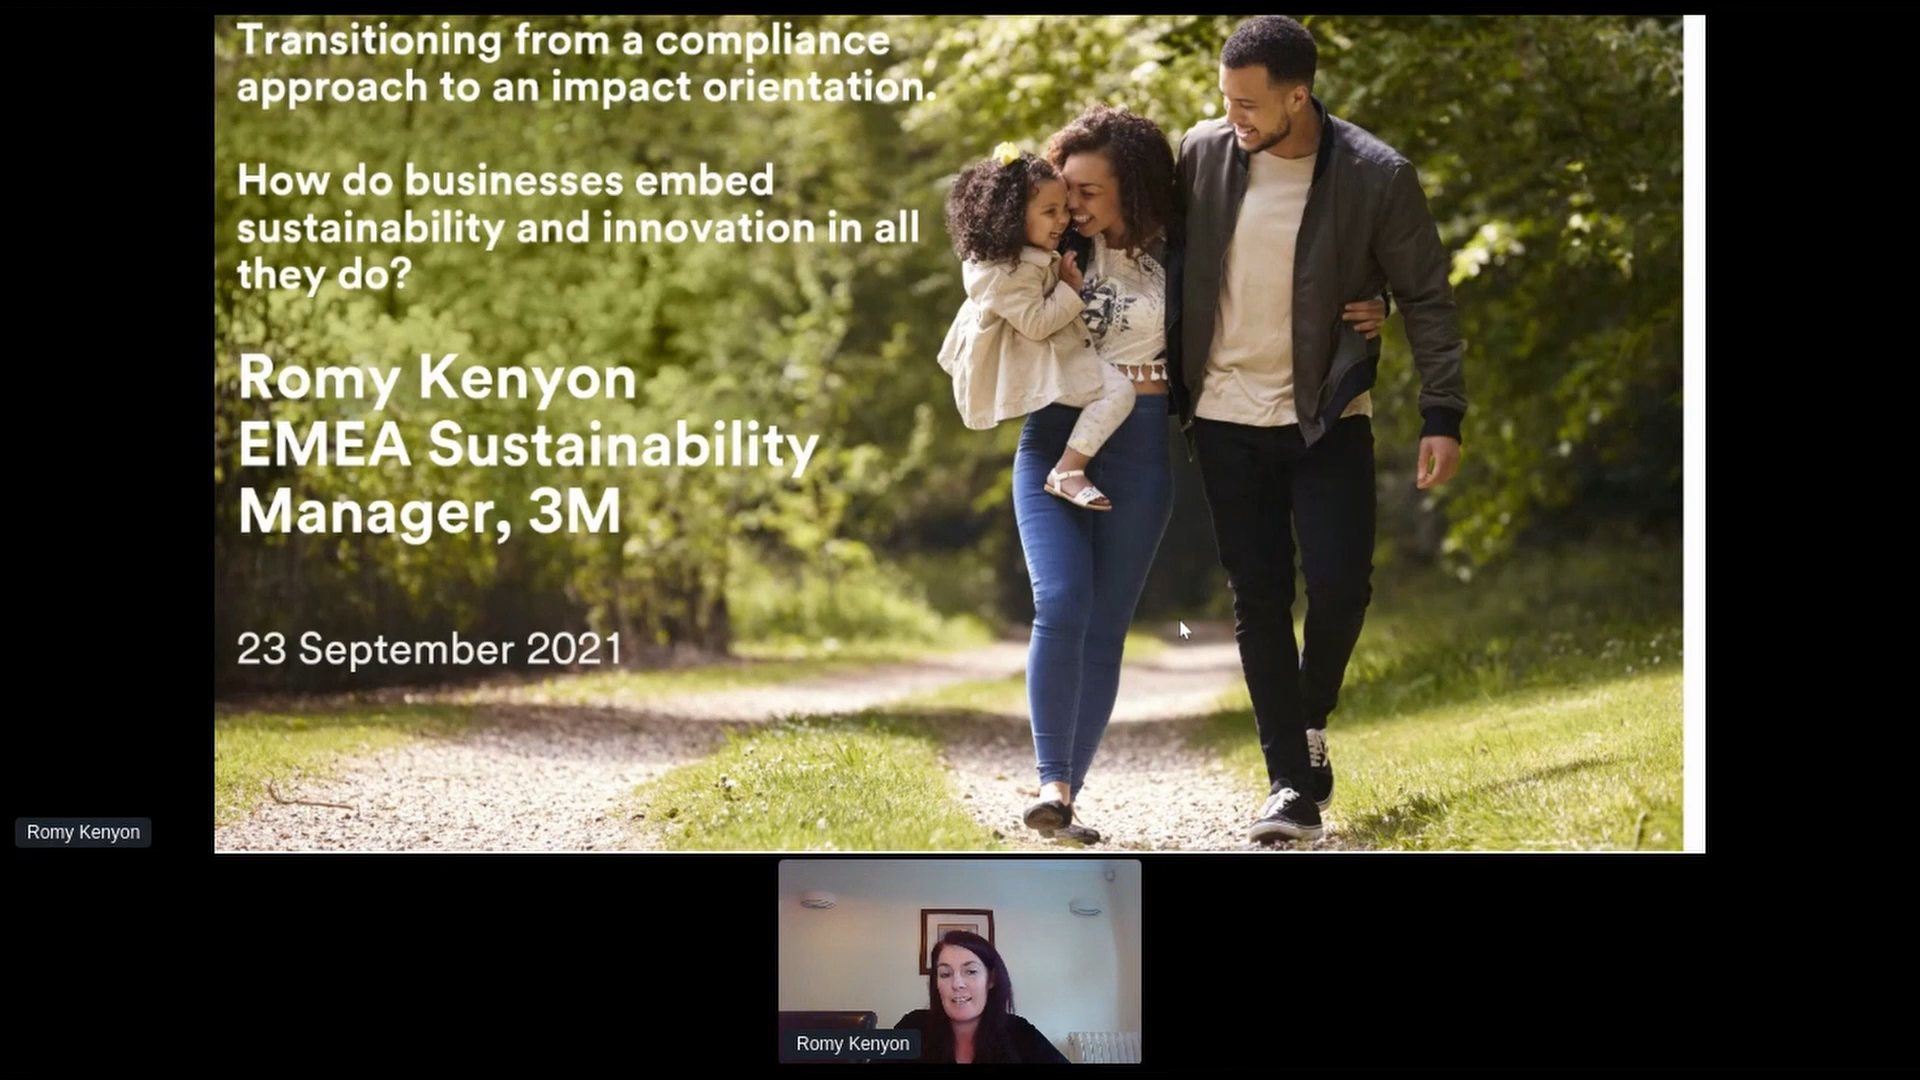 Transitioning from a compliance
approach to an impact orientation.
How do businesses embed
sustainability and innovation in all
they do?
Romy Kenyon
EMEA Sustainability
Manager, 3M
23 September 2021
Romy Kenyon
Romy Kenyon